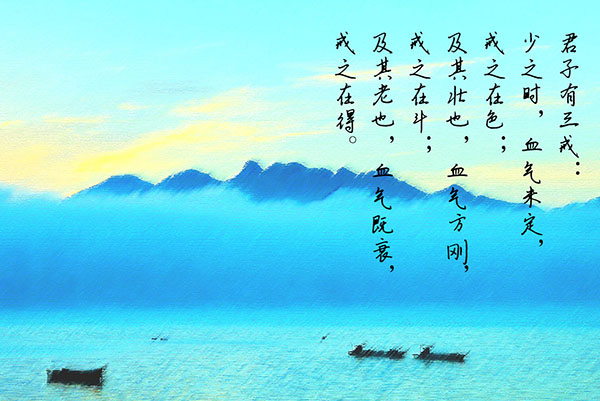 君子有三戒：
少之时，血气未定，
戒之在色；
及其壮也，血气方刚，
戒之在斗；
及其老也，血气既衰，
戒之在得。